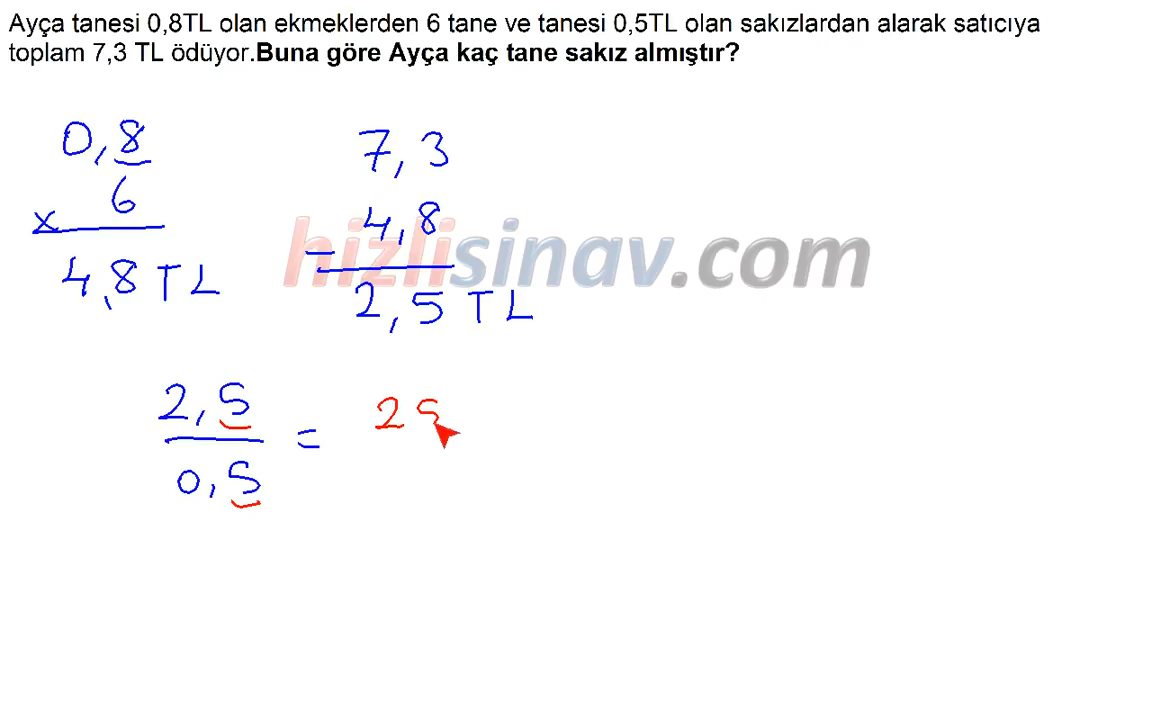 Ayça tanesi 0,8TL olan ekmeklerden 6 tane ve tanesi 0,5TL olan sakızlardan alarak satıcıya
toplam 7,3 TL ödüyor.Buna göre Ayça kaç tane sakız almıştır?
0,8
6
x
4,8 TL
7,3
4,8
-
2,5 TL
hizlisinav.com
2,5
0,5
=
25